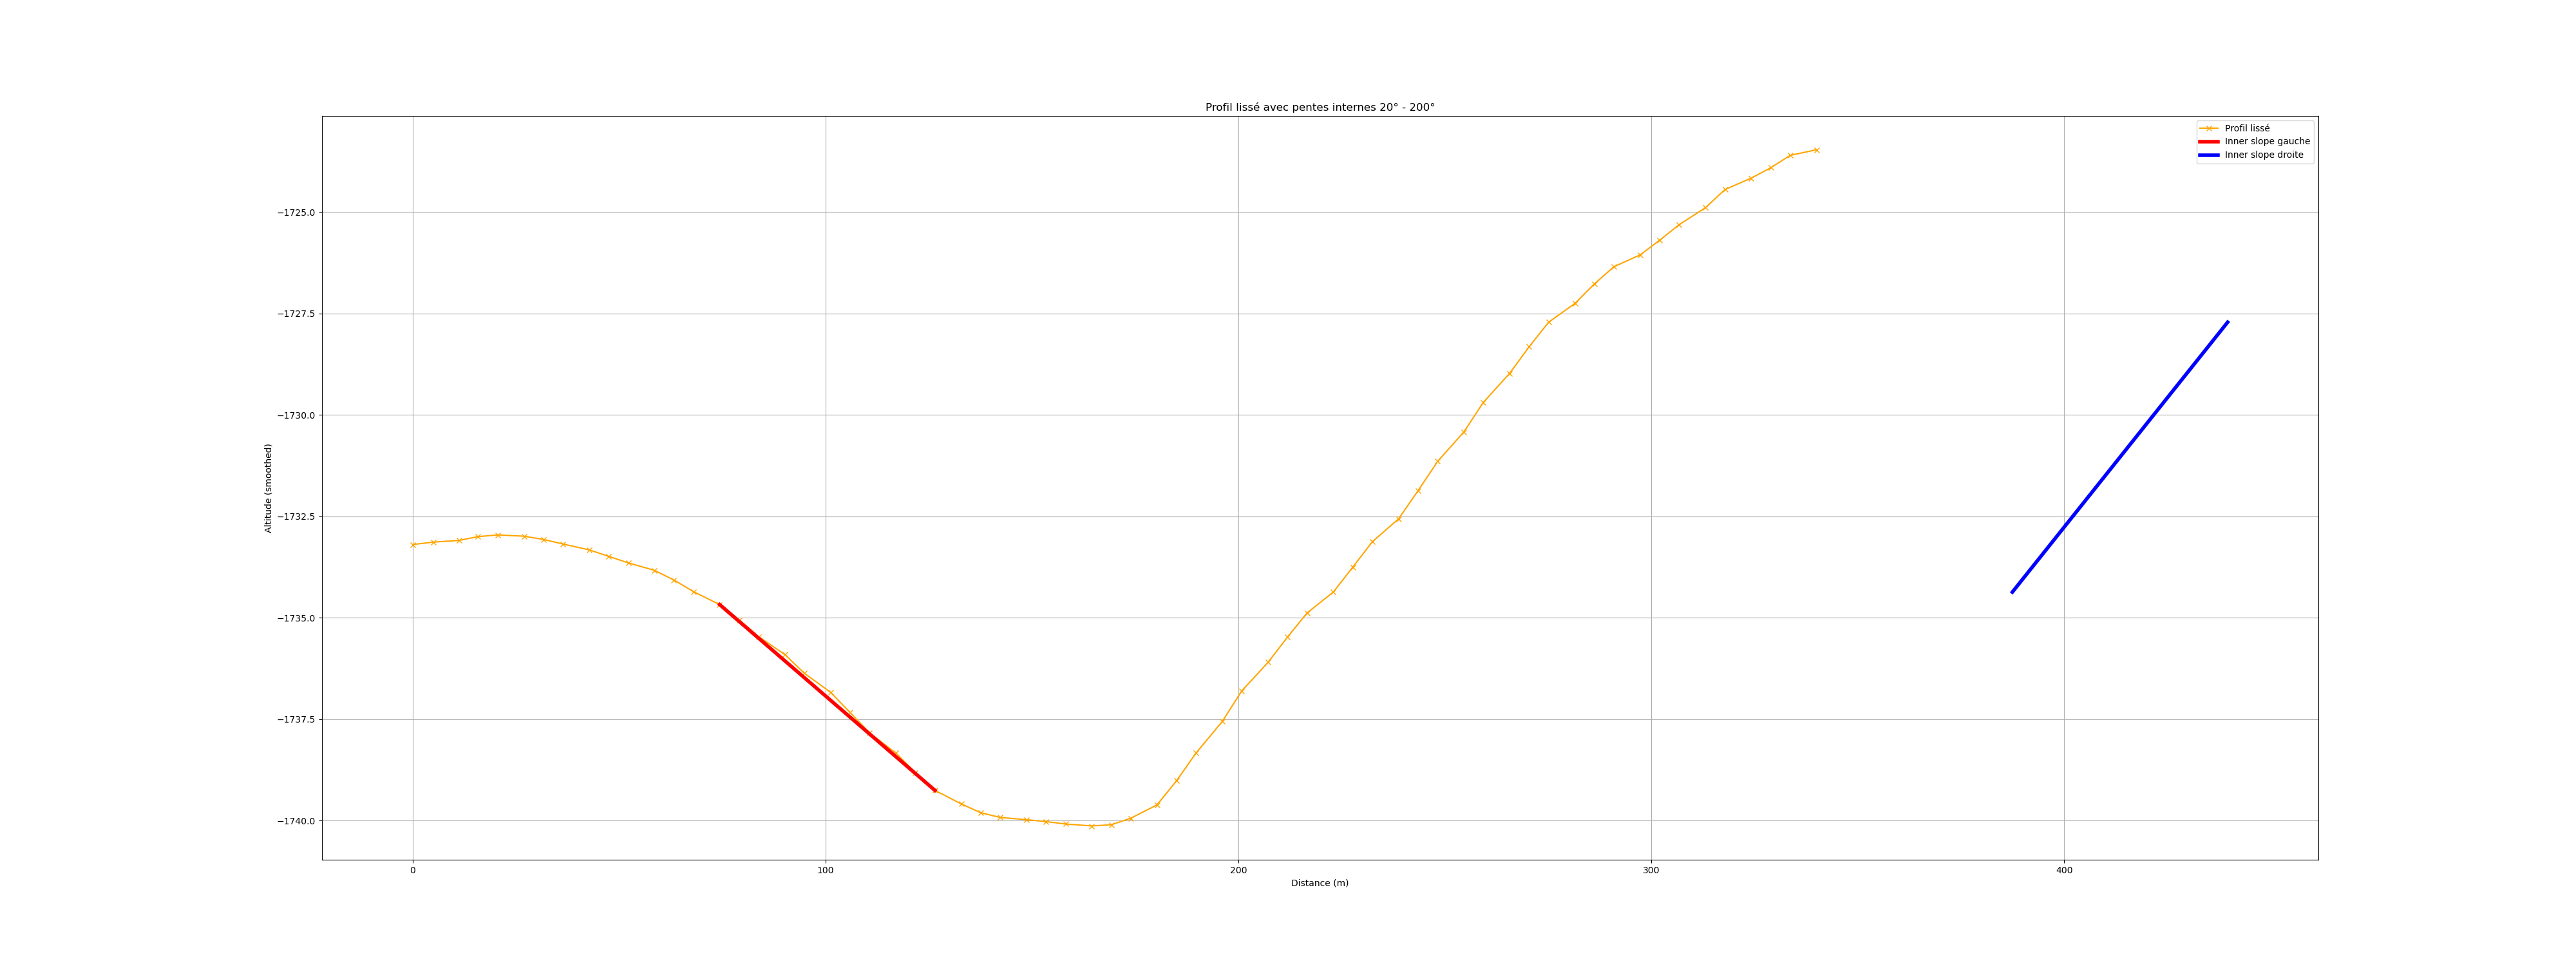 Profil lissé avec pentes internes 20° - 200°
Profil lissé
Inner slope gauche
Inner slope droite
−1725.0
−1727.5
−1730.0
−1732.5
−1735.0
−1737.5
−1740.0
Altitude (smoothed)
0
100
200
300
400
Distance (m)